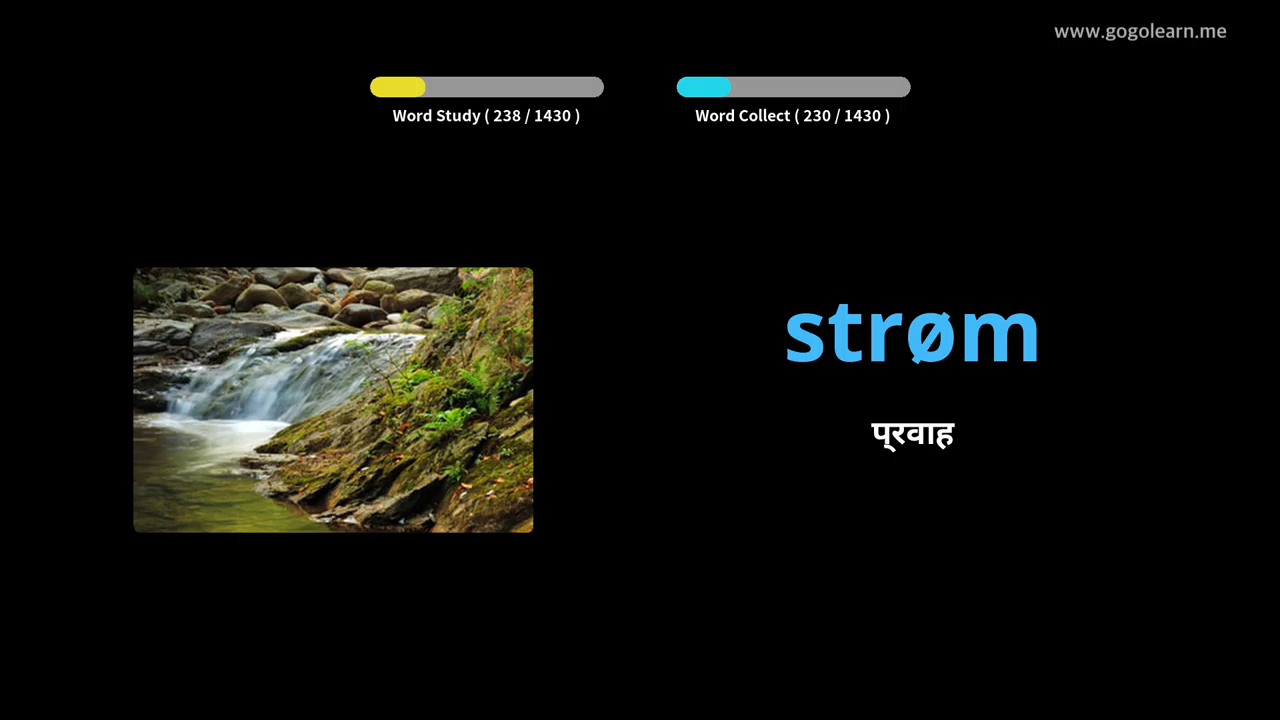 www.gogolearn.me
Word Study ( 238 / 1430 )
Word Collect ( 230 / 1430 )
strøm
प्रवाह